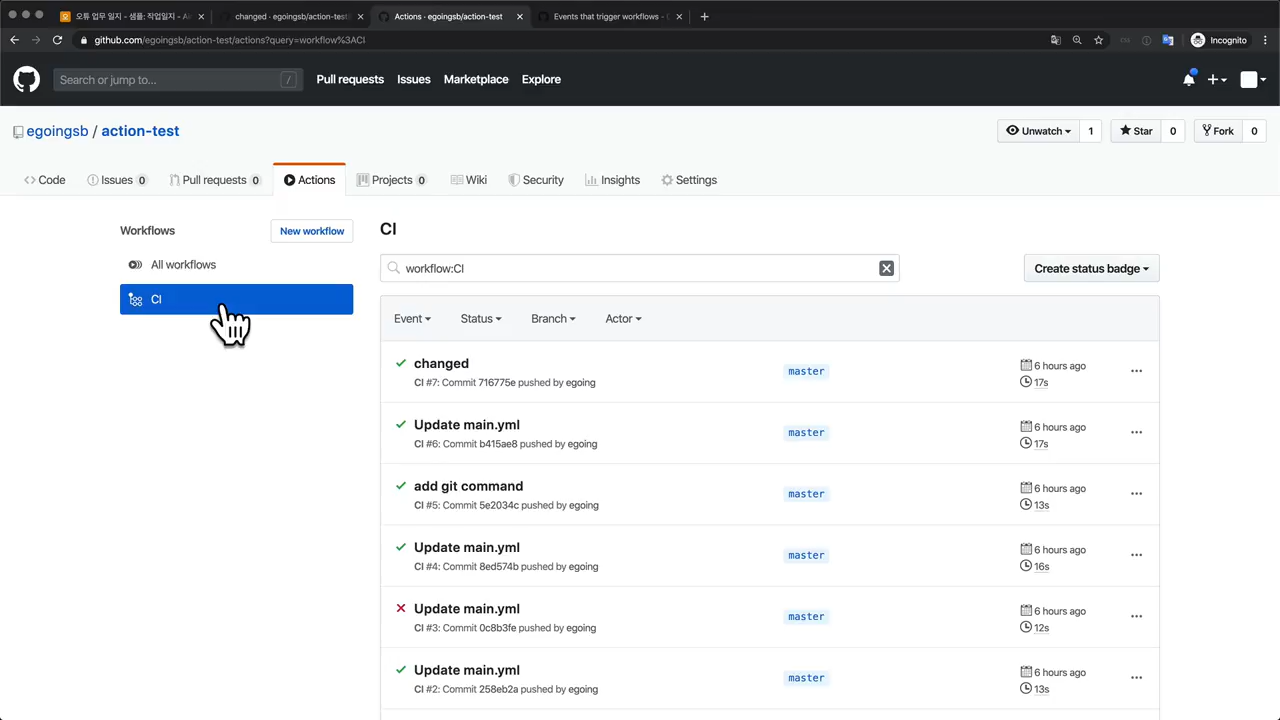 오튜 업무 일지 - 샘플: 작업일지 - Ai
changed · egoingsb/action-test
Actions · egoingsb/action-test
Events that trigger workflows -
github.com/egoingsb/action-test/actions?query=workflow%3ACI
Incognito
Search or jump to...
/
Pull requests
Issues
Marketplace
Explore
egoingsb / action-test
Unwatch
1
Star
0
Fork
0
Code
Issues 0
Pull requests 0
Actions
Projects 0
Wiki
Security
Insights
Settings
Workflows
New workflow
All workflows
CI
CI
workflow:CI
Create status badge
Event
Status
Branch
Actor
changed
CI #7: Commit 716775e pushed by egoing
master
6 hours ago
17s
Update main.yml
CI #6: Commit b415ae8 pushed by egoing
master
6 hours ago
17s
add git command
CI #5: Commit 5e2034c pushed by egoing
master
6 hours ago
13s
Update main.yml
CI #4: Commit 8ed574b pushed by egoing
master
6 hours ago
16s
Update main.yml
CI #3: Commit 0c8b3fe pushed by egoing
master
6 hours ago
12s
Update main.yml
CI #2: Commit 258eb2a pushed by egoing
master
6 hours ago
13s